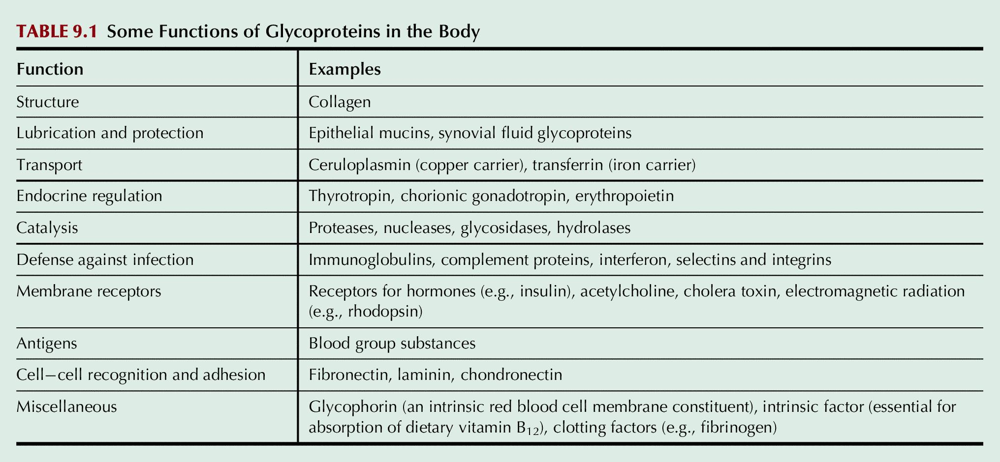 TABLE 9.1 Some Functions of Glycoproteins in the Body
Function Examples
Structure Collagen
Lubrication and protection Epithelial mucins, synovial fluid glycoproteins
Transport Ceruloplasmin (copper carrier), transferrin (iron carrier)
Endocrine regulation Thyrotropin, chorionic gonadotropin, erythropoietin
Catalysis Proteases, nucleases, glycosidases, hydrolases
Defense against infection Immunoglobulins, complement proteins, interferon, selectins and integrins
Membrane receptors Receptors for hormones (e.g., insulin), acetylcholine, cholera toxin, electromagnetic radiation
(e.g., rhodopsin)
Antigens Blood group substances
Cell—cell recognition and adhesion Fibronectin, laminin, chondronectin
Miscellaneous Glycophorin (an intrinsic red blood cell membrane constituent), intrinsic factor (essential for
absorption of dietary vitamin B₁₂), clotting factors (e.g., fibrinogen)